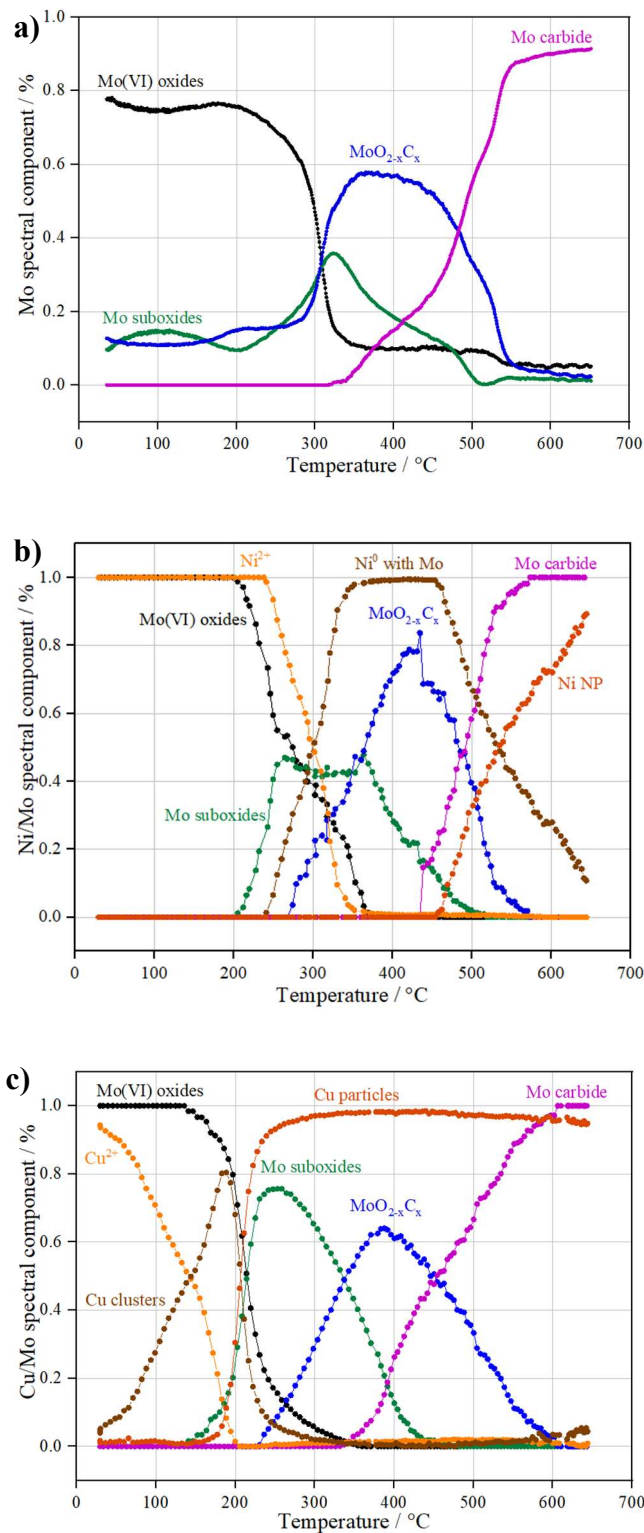 a)
1.0
Mo carbide
Mo(VI) oxides
0.8
MoO2-xCx
0.6
0.4
Mo suboxides
0.2
0.0
Mo spectral component / %
0 100 200 300 400 500 600 700
Temperature / °C
b)
Ni²⁺
Ni⁰ with Mo
Mo carbide
1.0
Mo(VI) oxides
MoO2-xCx
0.8
Ni NP
0.6
0.4
Mo suboxides
0.2
0.0
Ni/Mo spectral component / %
0 100 200 300 400 500 600 700
Temperature / °C
c)
Mo(VI) oxides
Cu particles
Mo carbide
1.0
Cu²⁺
Mo suboxides
0.8
MoO2-xCx
0.6
0.4
Cu clusters
0.2
0.0
Cu/Mo spectral component / %
0 100 200 300 400 500 600 700
Temperature / °C